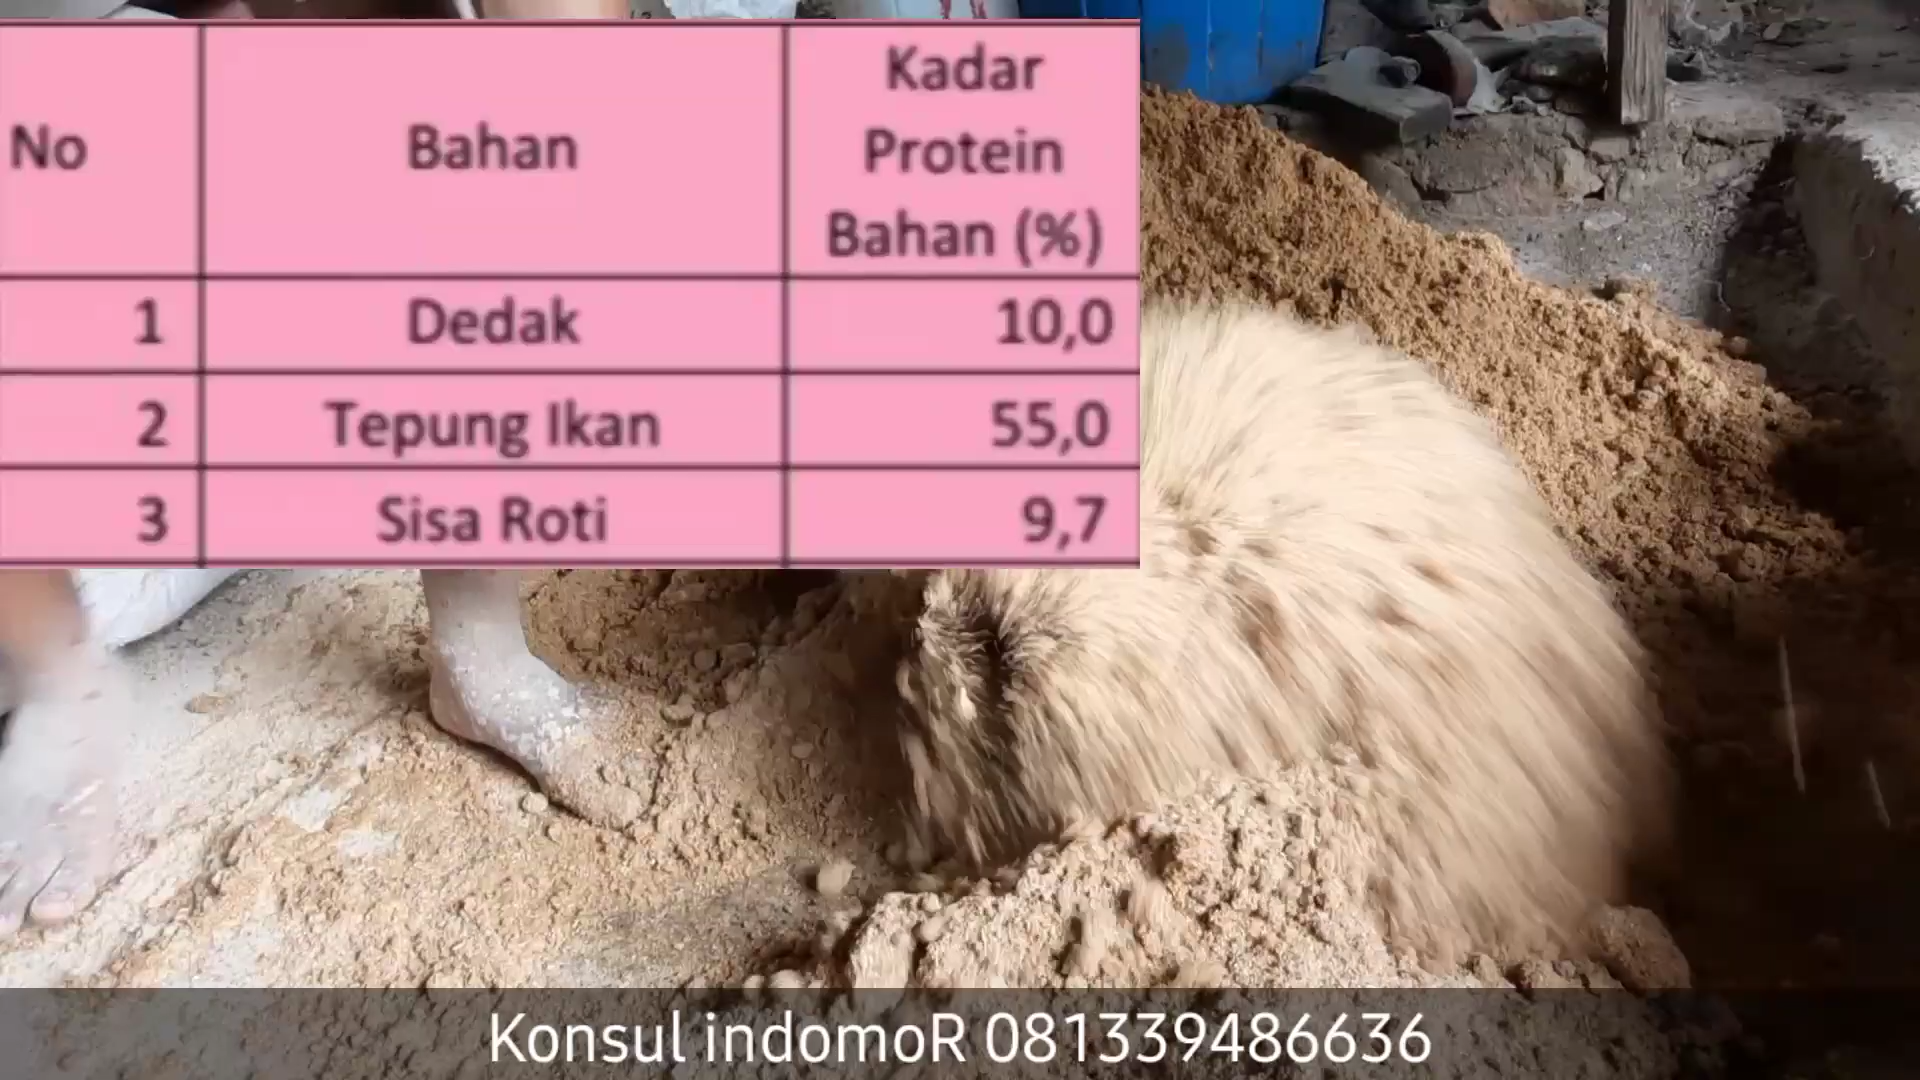 No
Bahan
Kadar
Protein
Bahan (%)
1 Dedak 10,0
2 Tepung Ikan 55,0
3 Sisa Roti 9,7
Konsul indomoR 081339486636